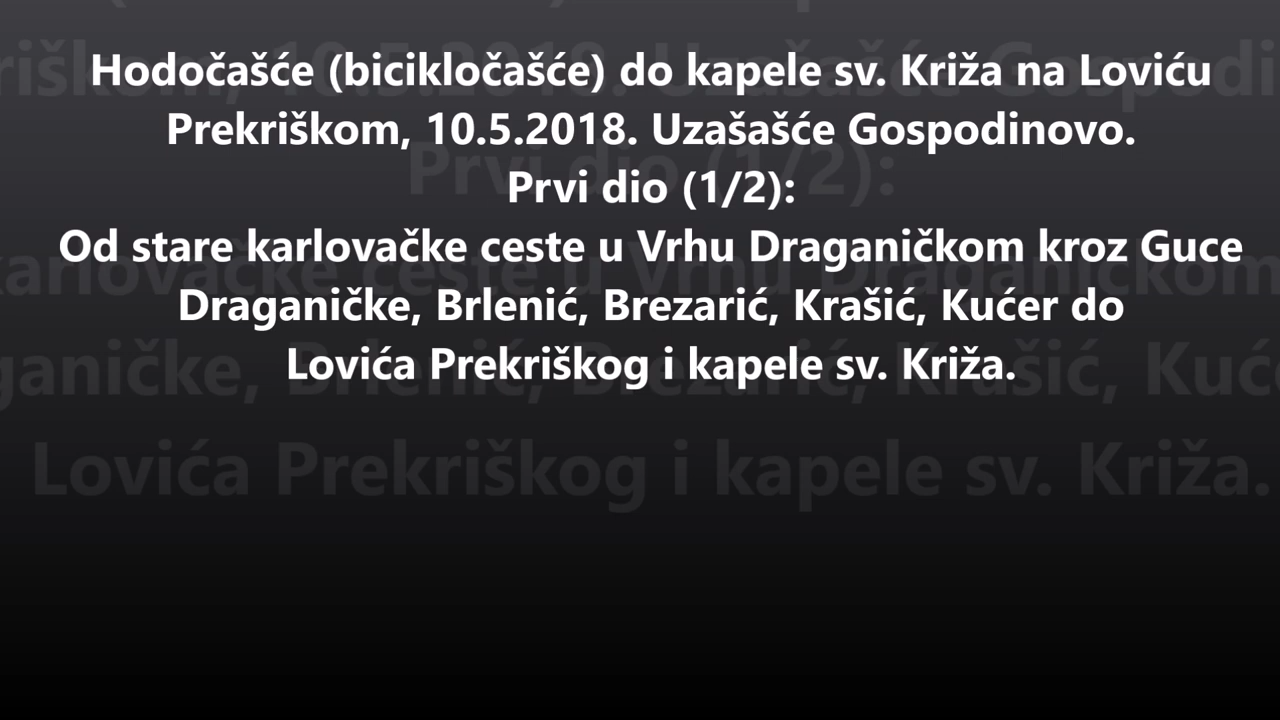 Hodočašće (bicikločašće) do kapele sv. Križa na Loviću
Prekriškom, 10.5.2018. Uzašašće Gospodinovo.
Prvi dio (1/2):
Od stare karlovačke ceste u Vrhu Draganičkom kroz Guce
Draganičke, Brlenić, Brezarić, Krašić, Kućer do
Lovića Prekriškog i kapele sv. Križa.